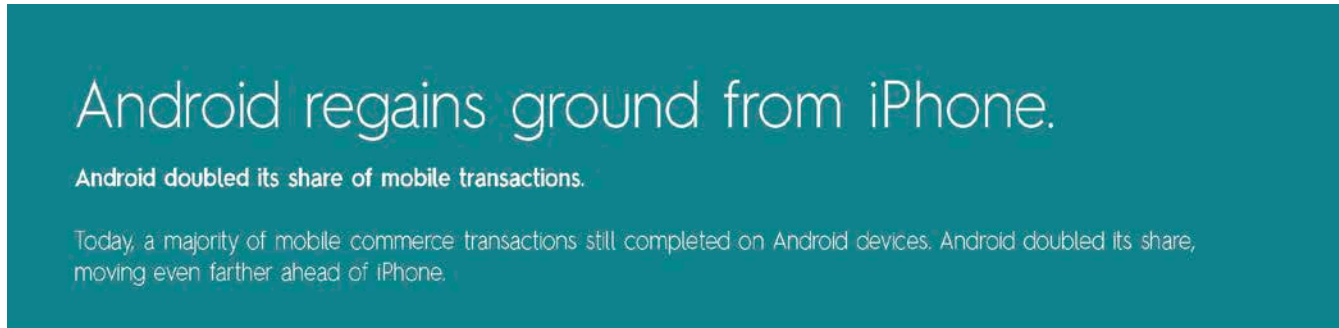 Android regains ground from iPhone.
Android doubled its share of mobile transactions.
Today, a majority of mobile commerce transactions still completed on Android devices. Android doubled its share,
moving even farther ahead of iPhone.